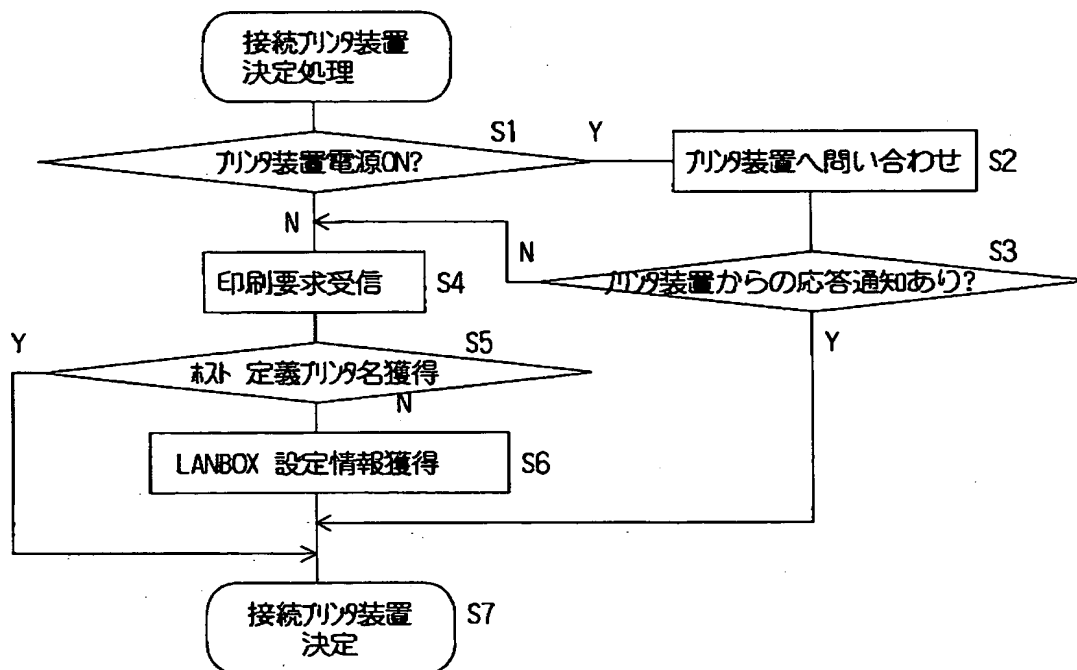 接続プリンタ装置
決定処理
S1
Y
プリンタ装置電源ON?
プリンタ装置へ問い合わせ
S2
N
N
S3
印刷要求受信
S4
プリンタ装置からの応答通知あり?
Y
S5
Y
ホスト 定義プリンタ名獲得
N
LANBOX 設定情報獲得
S6
接続プリンタ装置
決定
S7